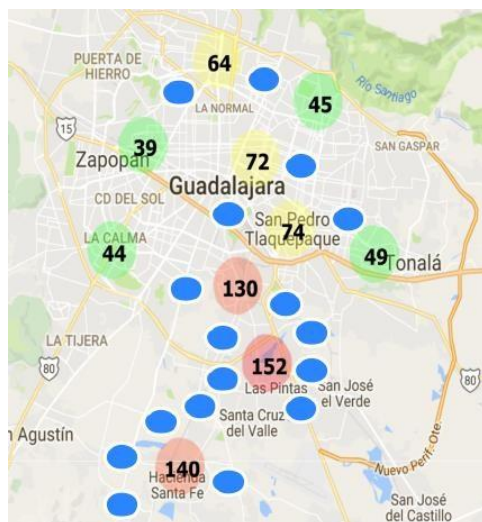 64
PUERTA DE
HIERRO
LA NORMAL
45
Río Santiago
15
39
Zapopan
SAN GASPAR
72
Guadalajara
CD DEL SOL
San Pedro
Tlaquepaque
74
LA CALMA
44
49
Tonalá
130
LA TIJERA
80
152
Las Pintas
San José
el Verde
80
Santa Cruz
del Valle
n Agustín
140
Hacienda
Santa Fe
Nuevo Perif. Ote.
San José
del Castillo